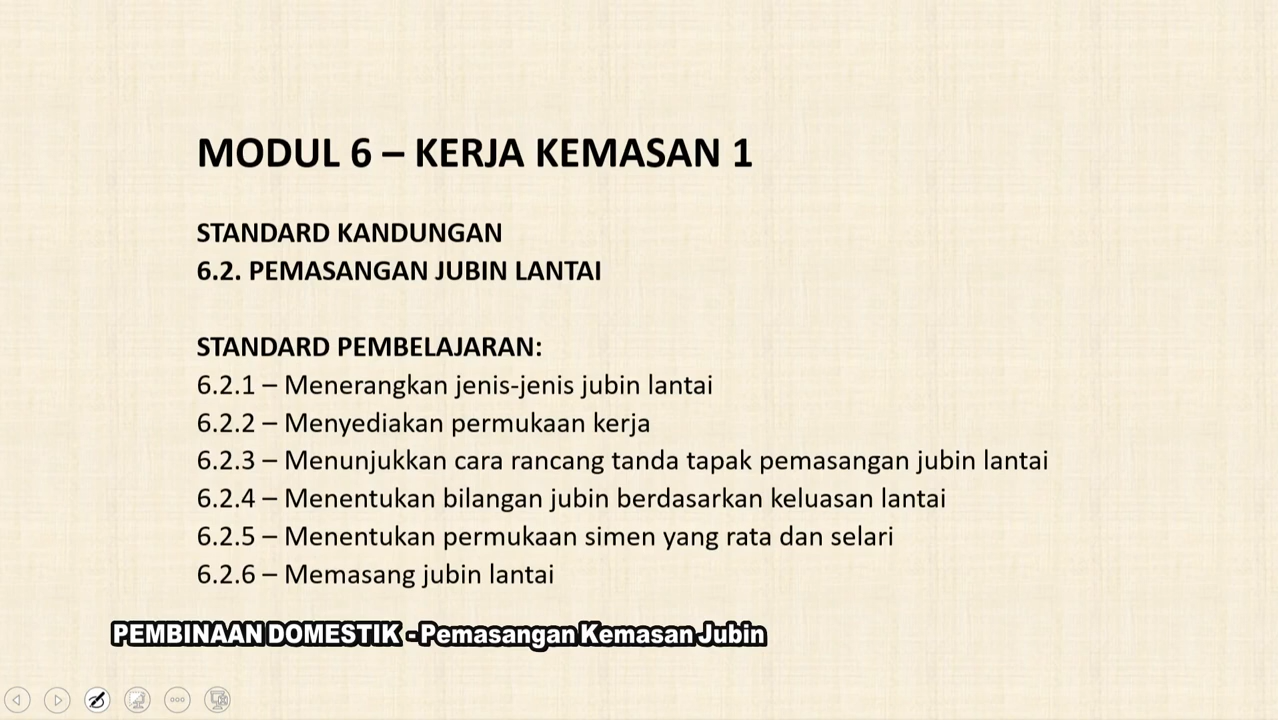 MODUL 6 – KERJA KEMASAN 1
STANDARD KANDUNGAN
6.2. PEMASANGAN JUBIN LANTAI
STANDARD PEMBELAJARAN:
6.2.1 – Menerangkan jenis-jenis jubin lantai
6.2.2 – Menyediakan permukaan kerja
6.2.3 – Menunjukkan cara rancang tanda tapak pemasangan jubin lantai
6.2.4 – Menentukan bilangan jubin berdasarkan keluasan lantai
6.2.5 – Menentukan permukaan simen yang rata dan selari
6.2.6 – Memasang jubin lantai
PEMBINAAN DOMESTIK - Pemasangan Kemasan Jubin